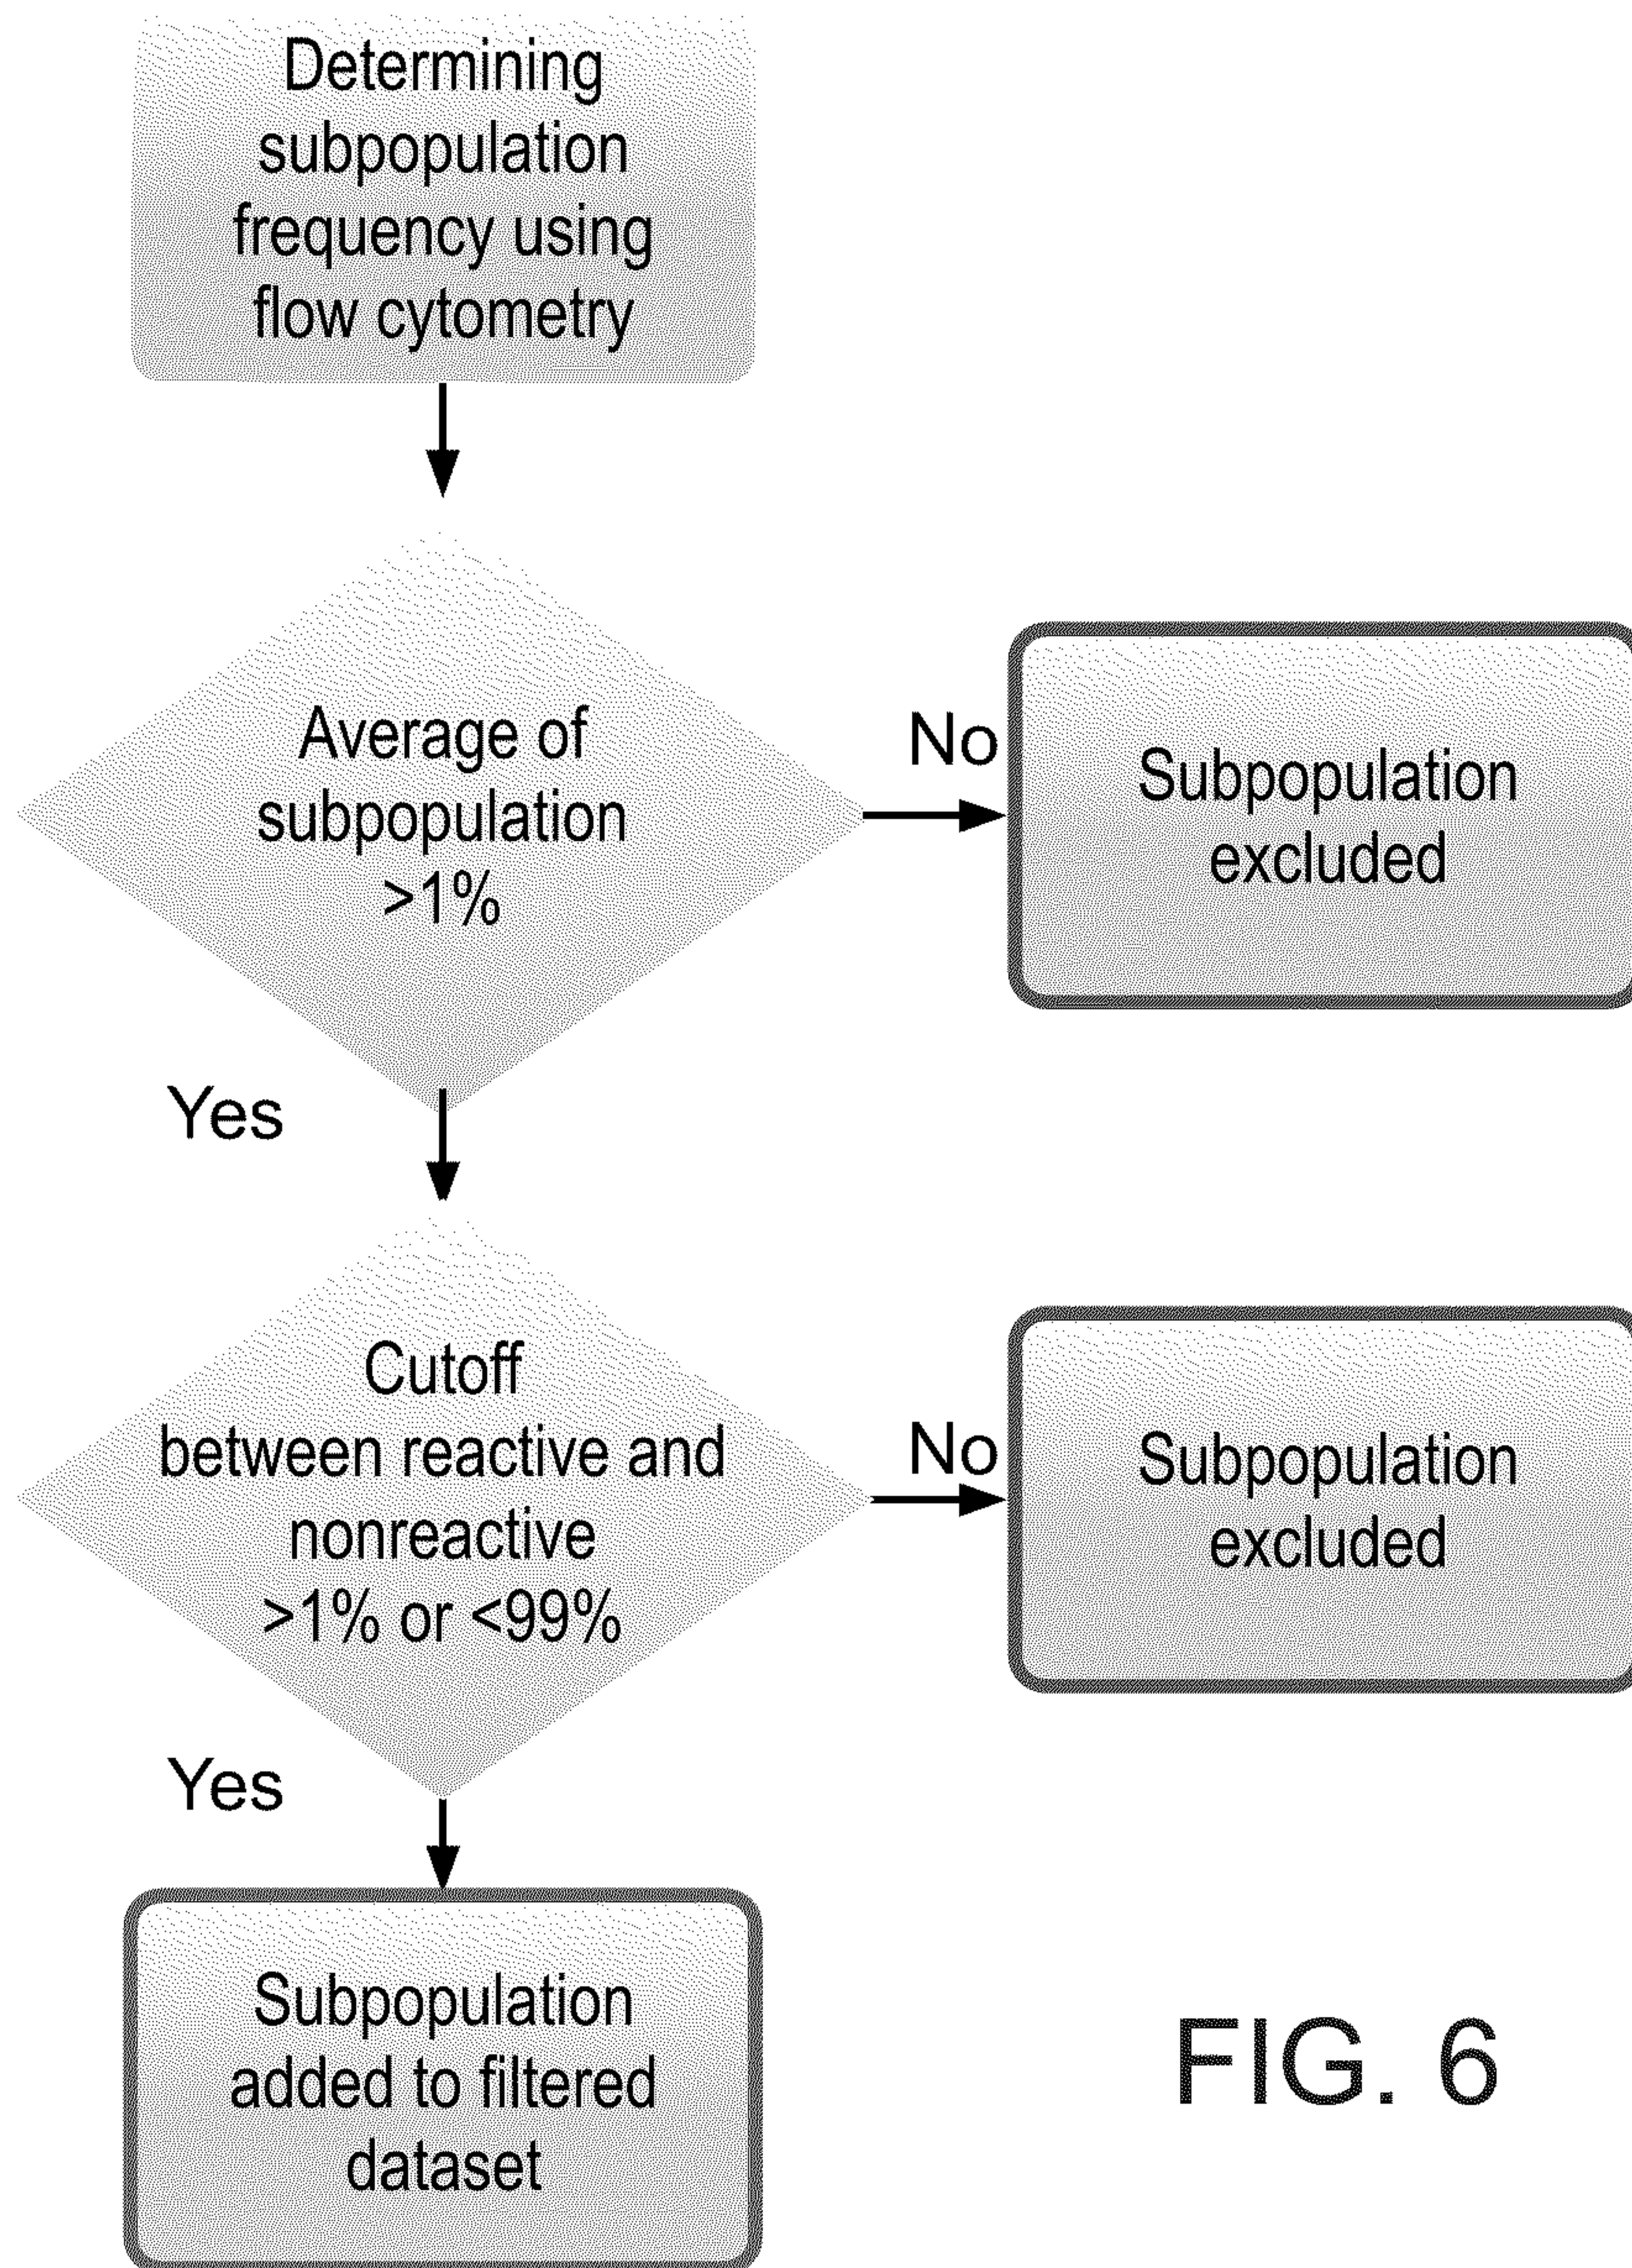 Determining
subpopulation
frequency using
flow cytometry
Average of
subpopulation
>1%
No
Subpopulation
excluded
Yes
Cutoff
between reactive and
nonreactive
>1% or <99%
No
Subpopulation
excluded
Yes
Subpopulation
added to filtered
dataset
FIG. 6